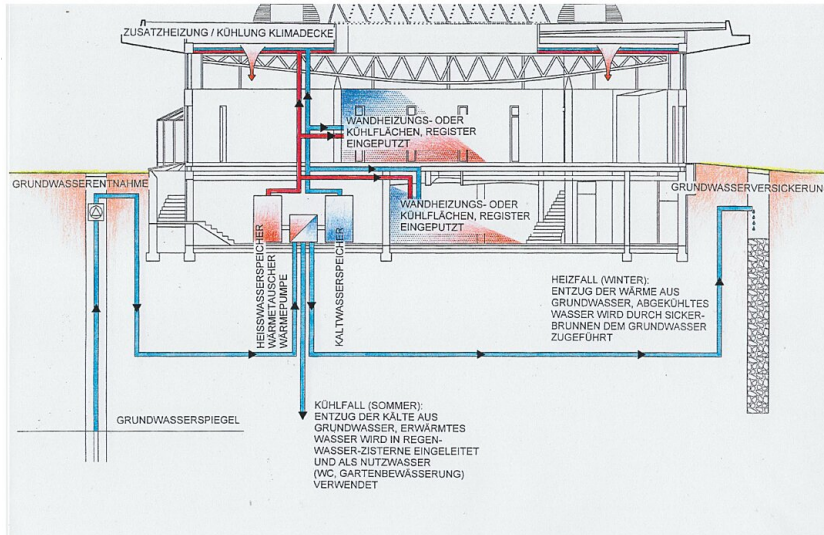 ZUSATZHEIZUNG / KÜHLUNG KLIMADECKE
WANDHEIZUNGS- ODER
KÜHLFLÄCHEN, REGISTER
EINGEPUTZT
GRUNDWASSERENTNAHME
GRUNDWASSERVERSICKERUNG
WANDHEIZUNGS- ODER
KÜHLFLÄCHEN, REGISTER
EINGEPUTZT
HEISSWASSERSPEICHER
WÄRMETAUSCHER
WÄRMEPUMPE
KALTWASSERSPEICHER
HEIZFALL (WINTER):
ENTZUG DER WÄRME AUS
GRUNDWASSER, ABGEKÜHLTES
WASSER WIRD DURCH SICKER-
BRUNNEN DEM GRUNDWASSER
ZUGEFÜHRT
GRUNDWASSERSPIEGEL
KÜHLFALL (SOMMER):
ENTZUG DER KÄLTE AUS
GRUNDWASSER, ERWÄRMTES
WASSER WIRD IN REGEN-
WASSER-ZISTERNE EINGELEITET
UND ALS NUTZWASSER
(WC, GARTENBEWÄSSERUNG)
VERWENDET